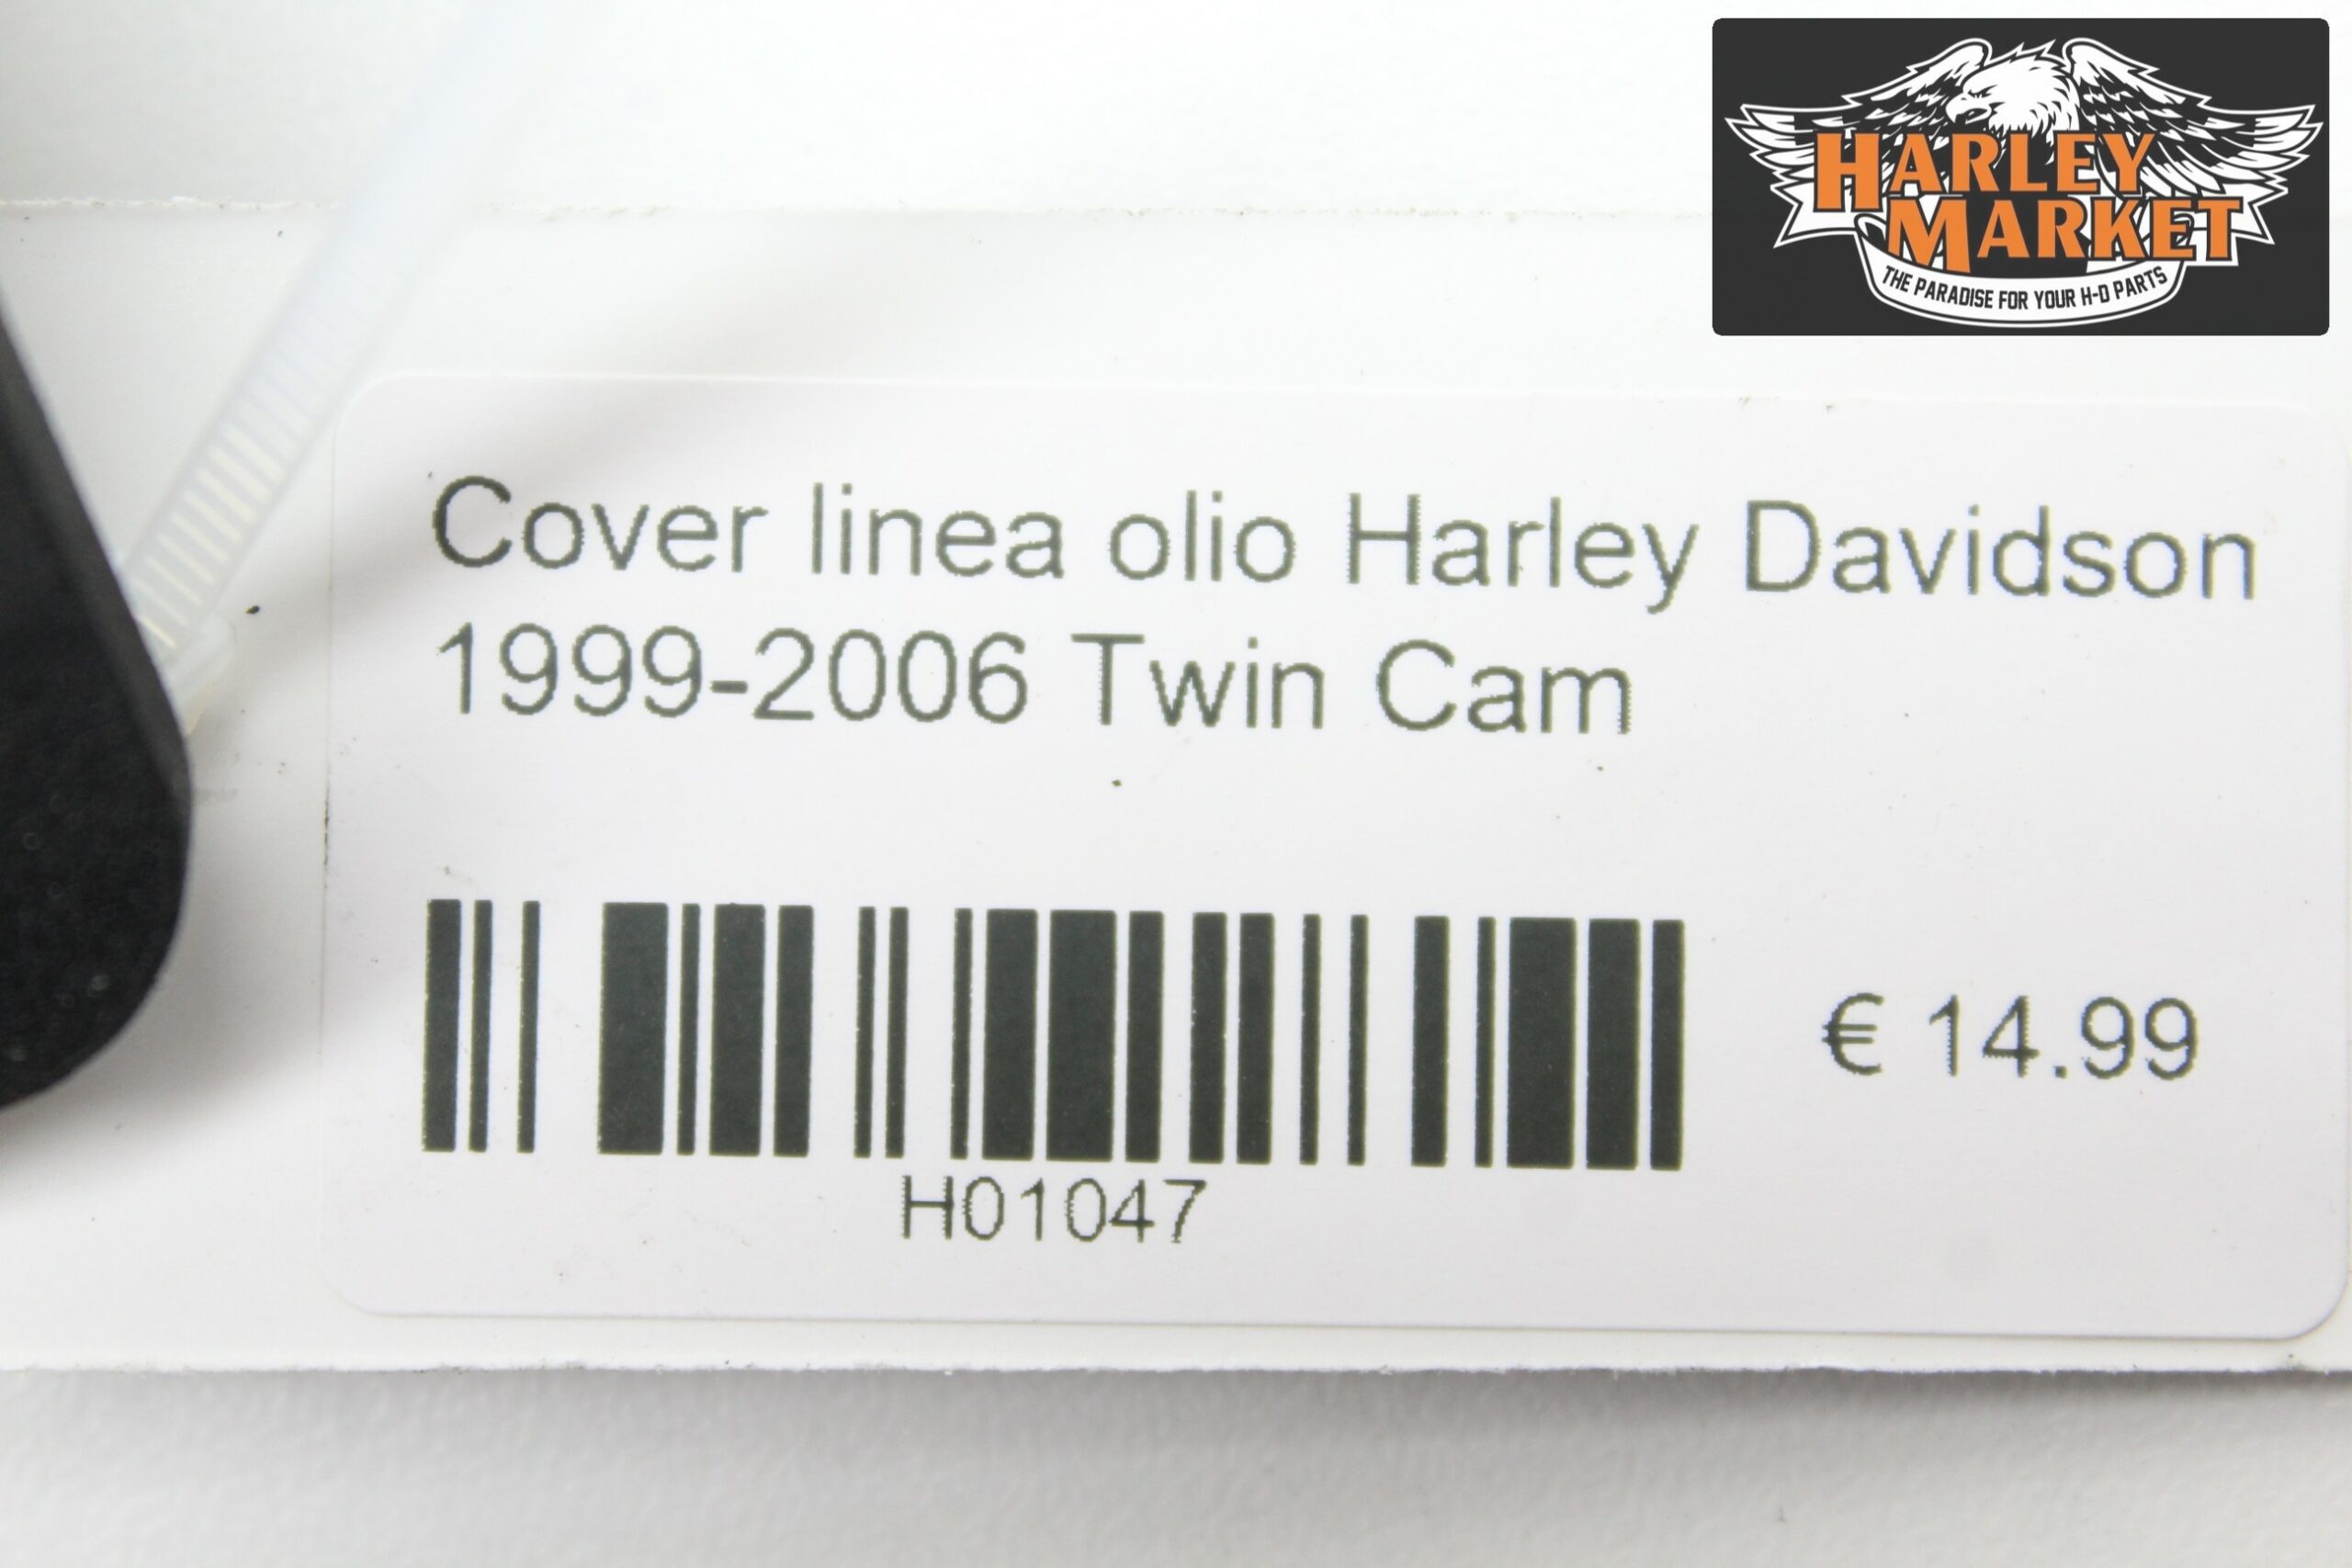 HARLEY
MARKET
THE PARADISE FOR YOUR H-D PARTS
Cover linea olio Harley Davidson
1999-2006 Twin Cam
€ 14.99
H01047